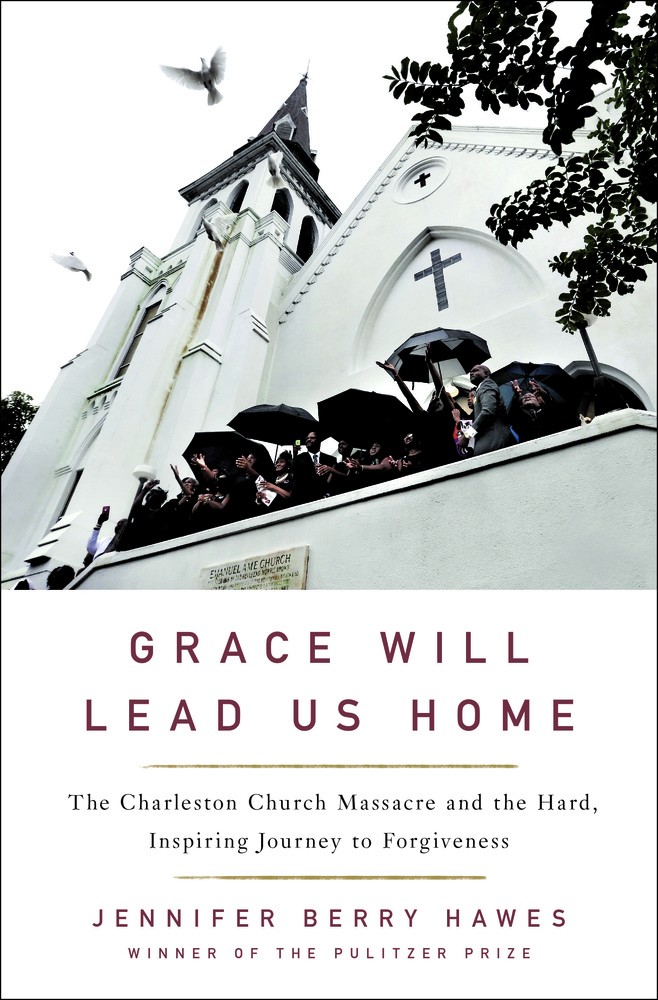 EMANUEL AME CHURCH
GRACE WILL
LEAD US HOME
The Charleston Church Massacre and the Hard,
Inspiring Journey to Forgiveness
JENNIFER BERRY HAWES
WINNER OF THE PULITZER PRIZE